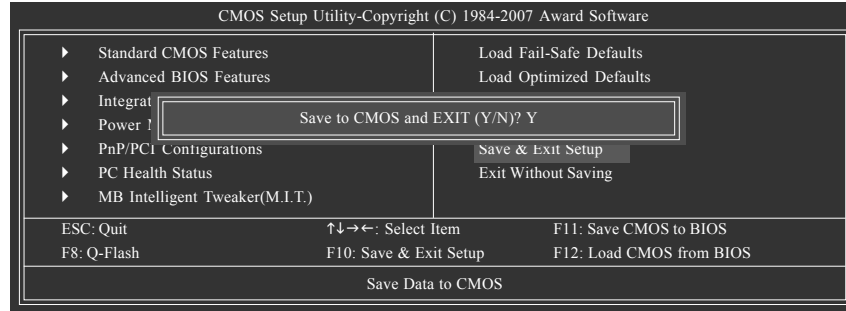 CMOS Setup Utility-Copyright (C) 1984-2007 Award Software
Standard CMOS Features
Advanced BIOS Features
Integrat
Power
PnP/PCI Configurations
PC Health Status
MB Intelligent Tweaker(M.I.T.)
Load Fail-Safe Defaults
Load Optimized Defaults
Save & Exit Setup
Exit Without Saving
Save to CMOS and EXIT (Y/N)? Y
ESC: Quit ↑↓→←: Select Item F11: Save CMOS to BIOS
F8: Q-Flash F10: Save & Exit Setup F12: Load CMOS from BIOS
Save Data to CMOS